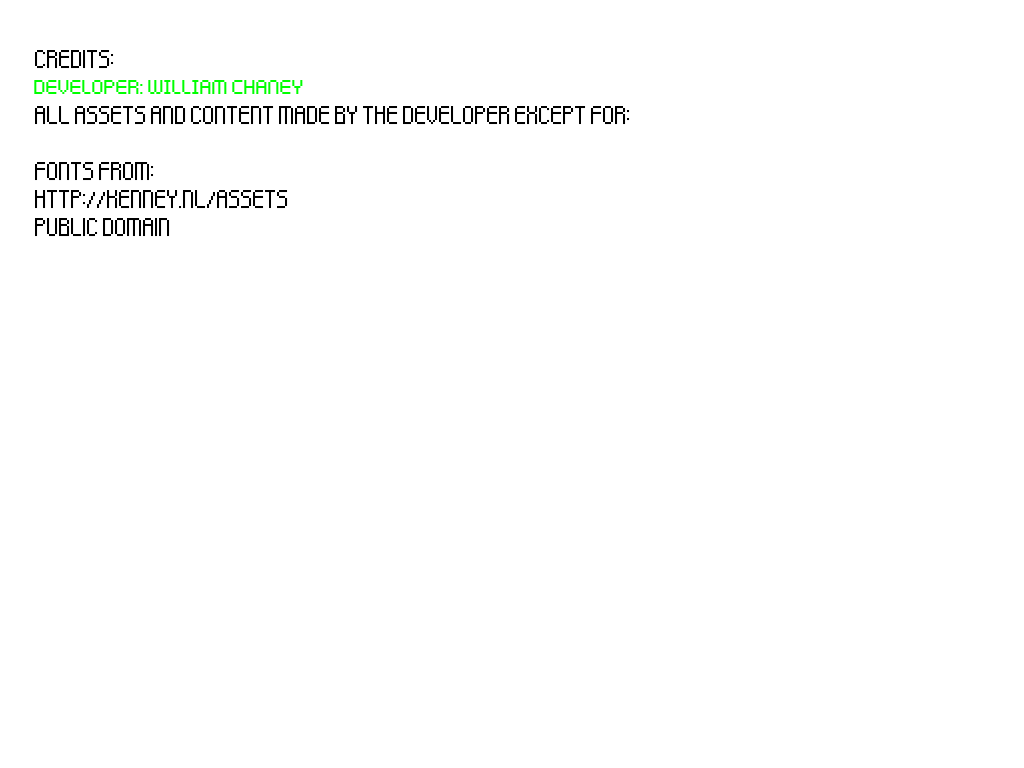 CREDITS:
DEVELOPER: WILLIAM CHANEY
ALL ASSETS AND CONTENT MADE BY THE DEVELOPER EXCEPT FOR:
FONTS FROM:
HTTP://KENNEY.NL/ASSETS
PUBLIC DOMAIN